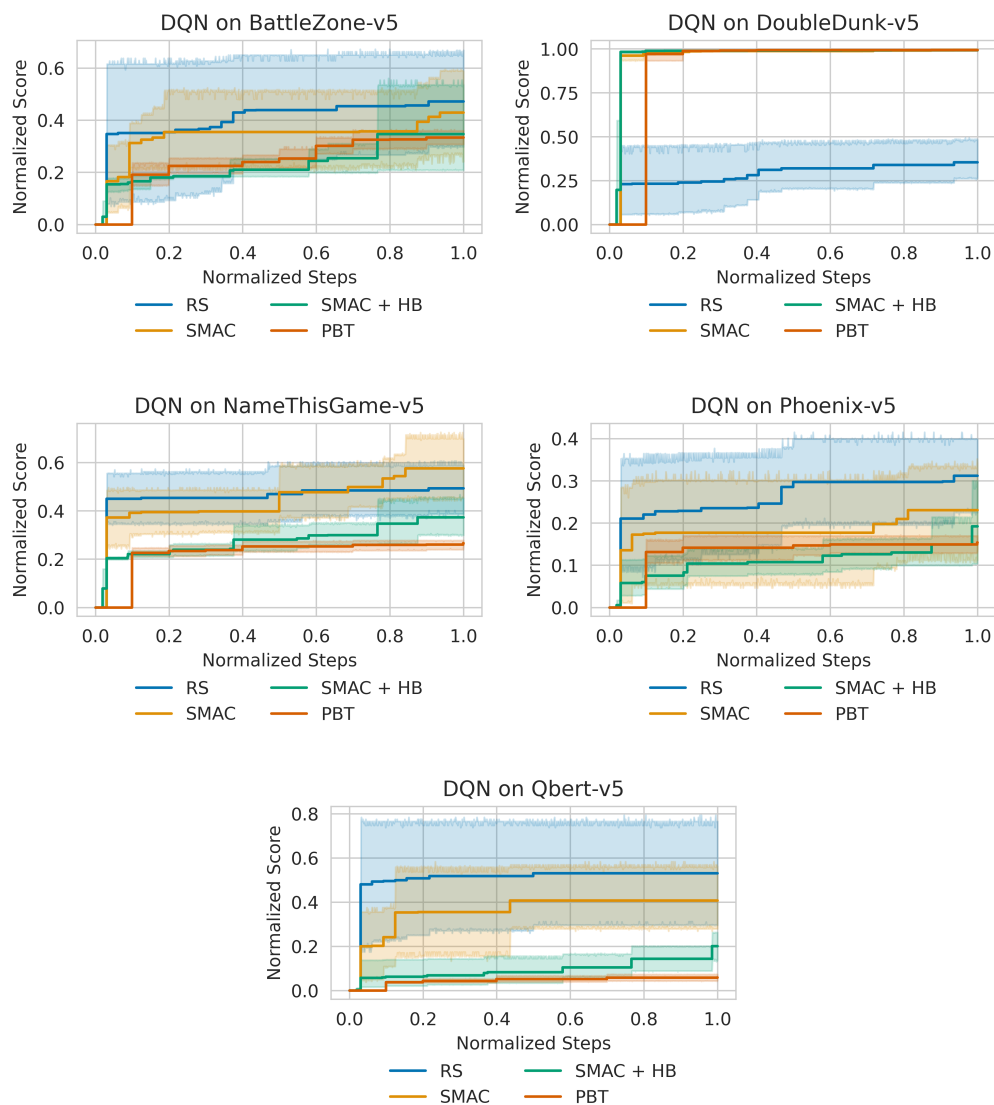 DQN on BattleZone-v5
Normalized Score
0.6
0.4
0.2
0.0
0.0 0.2 0.4 0.6 0.8 1.0
Normalized Steps
RS SMAC + HB
SMAC PBT
DQN on DoubleDunk-v5
Normalized Score
1.00
0.75
0.50
0.25
0.00
0.0 0.2 0.4 0.6 0.8 1.0
Normalized Steps
RS SMAC + HB
SMAC PBT
DQN on NameThisGame-v5
Normalized Score
0.6
0.4
0.2
0.0
0.0 0.2 0.4 0.6 0.8 1.0
Normalized Steps
RS SMAC + HB
SMAC PBT
DQN on Phoenix-v5
Normalized Score
0.4
0.3
0.2
0.1
0.0
0.0 0.2 0.4 0.6 0.8 1.0
Normalized Steps
RS SMAC + HB
SMAC PBT
DQN on Qbert-v5
Normalized Score
0.8
0.6
0.4
0.2
0.0
0.0 0.2 0.4 0.6 0.8 1.0
Normalized Steps
RS SMAC + HB
SMAC PBT